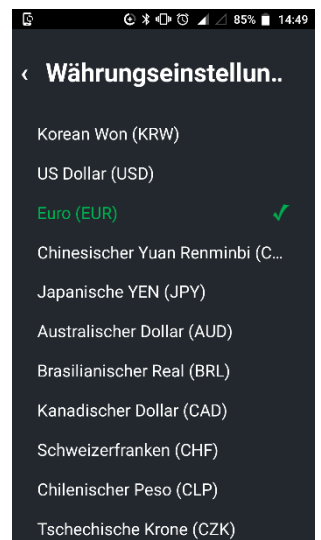 85% 14:49
‹ Währungseinstellun..
Korean Won (KRW)
US Dollar (USD)
Euro (EUR)
Chinesischer Yuan Renminbi (C...
Japanische YEN (JPY)
Australischer Dollar (AUD)
Brasilianischer Real (BRL)
Kanadischer Dollar (CAD)
Schweizerfranken (CHF)
Chilenischer Peso (CLP)
Tschechische Krone (CZK)